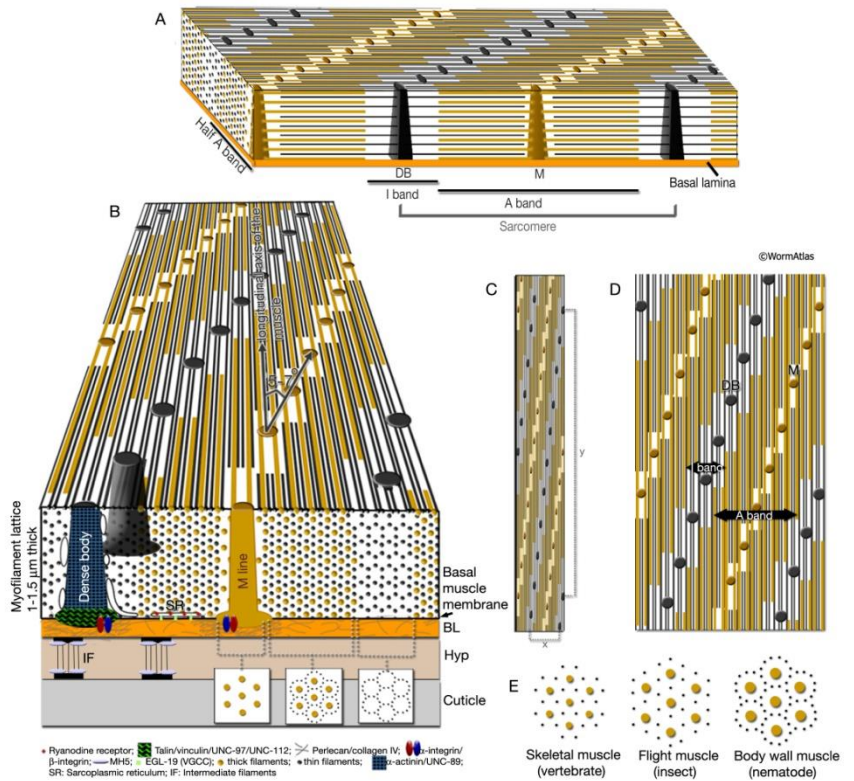 A
Half A band
DB
M
Basal lamina
I band
A band
Sarcomere
©WormAtlas
B
longitudinal axis of the
muscle
C
D
DB
M
I band
A band
y
x
Myofilament lattice
1-1.5 μm thick
Dense body
M line
SR
Basal
muscle
membrane
BL
IF
Hyp
Cuticle
E
Skeletal muscle
(vertebrate)
Flight muscle
(insect)
Body wall muscle
(nematode)
Ryanodine receptor; Talin/vinculin/UNC-97/UNC-112; Perlecan/collagen IV; α-integrin/
β-integrin; MH5; EGL-19 (VGCC) thick filaments; thin filaments; α-actinin/UNC-89;
SR: Sarcoplasmic reticulum; IF: Intermediate filaments